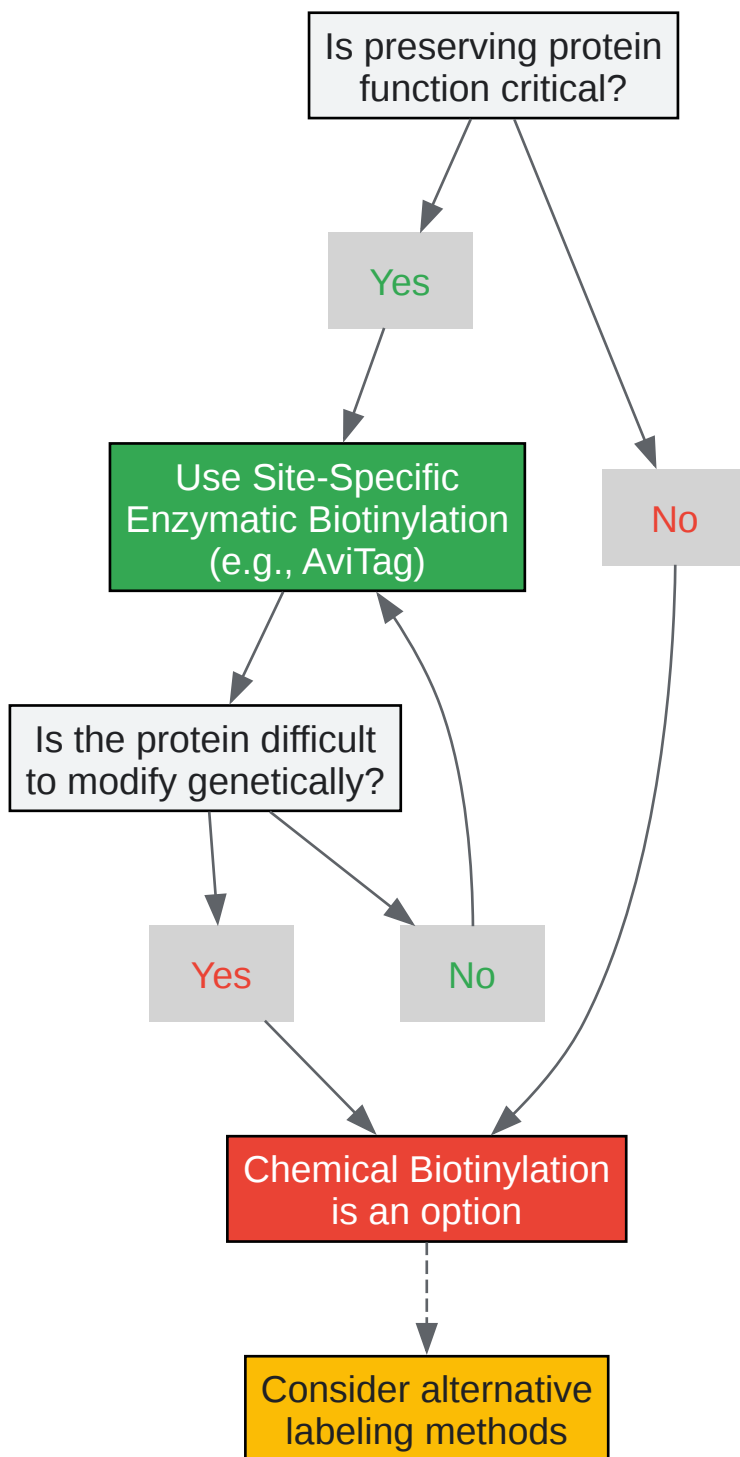 Is preserving protein
function critical?
Yes
Use Site-Specific
Enzymatic Biotinylation
(e.g., AviTag)
No
Is the protein difficult
to modify genetically?
Yes
No
Chemical Biotinylation
is an option
Consider alternative
labeling methods